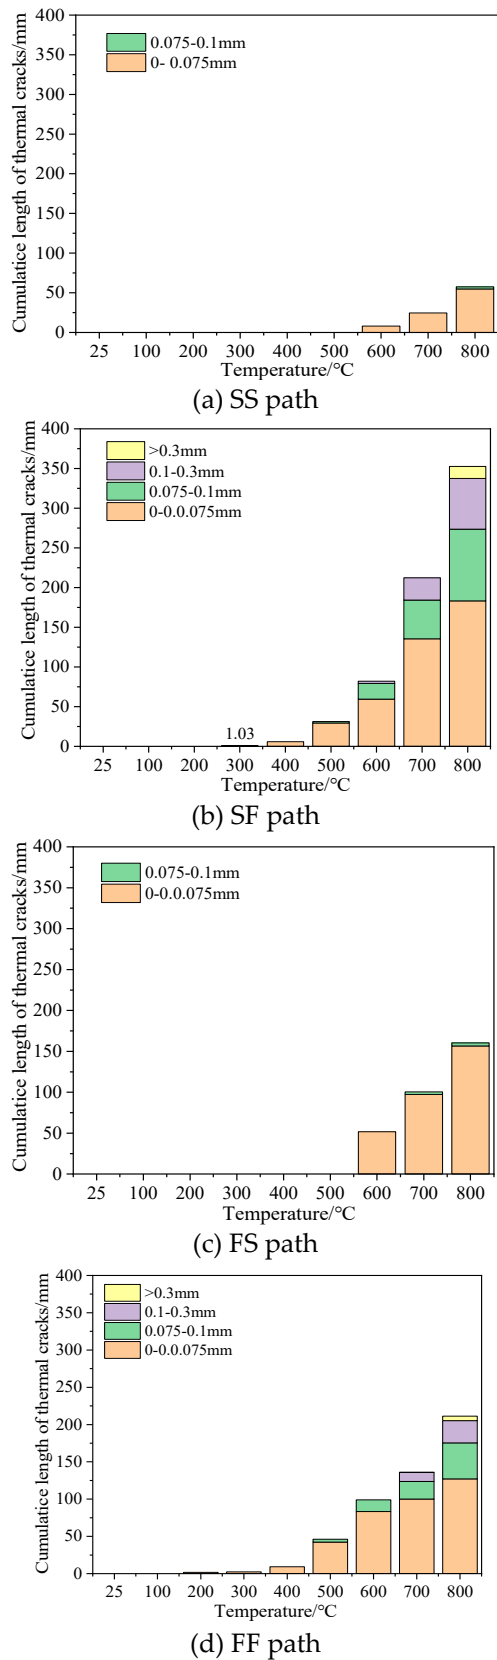 Cumulatice length of thermal cracks/mm
400
350
300
250
200
150
100
50
0
0.075-0.1mm
0- 0.075mm
25 100 200 300 400 500 600 700 800
Temperature/°C
(a) SS path
Cumulatice length of thermal cracks/mm
400
350
300
250
200
150
100
50
0
>0.3mm
0.1-0.3mm
0.075-0.1mm
0-0.0.075mm
1.03
25 100 200 300 400 500 600 700 800
Temperature/°C
(b) SF path
Cumulatice length of thermal cracks/mm
400
350
300
250
200
150
100
50
0
0.075-0.1mm
0-0.0.075mm
25 100 200 300 400 500 600 700 800
Temperature/°C
(c) FS path
Cumulatice length of thermal cracks/mm
400
350
300
250
200
150
100
50
0
>0.3mm
0.1-0.3mm
0.075-0.1mm
0-0.0.075mm
25 100 200 300 400 500 600 700 800
Temperature/°C
(d) FF path